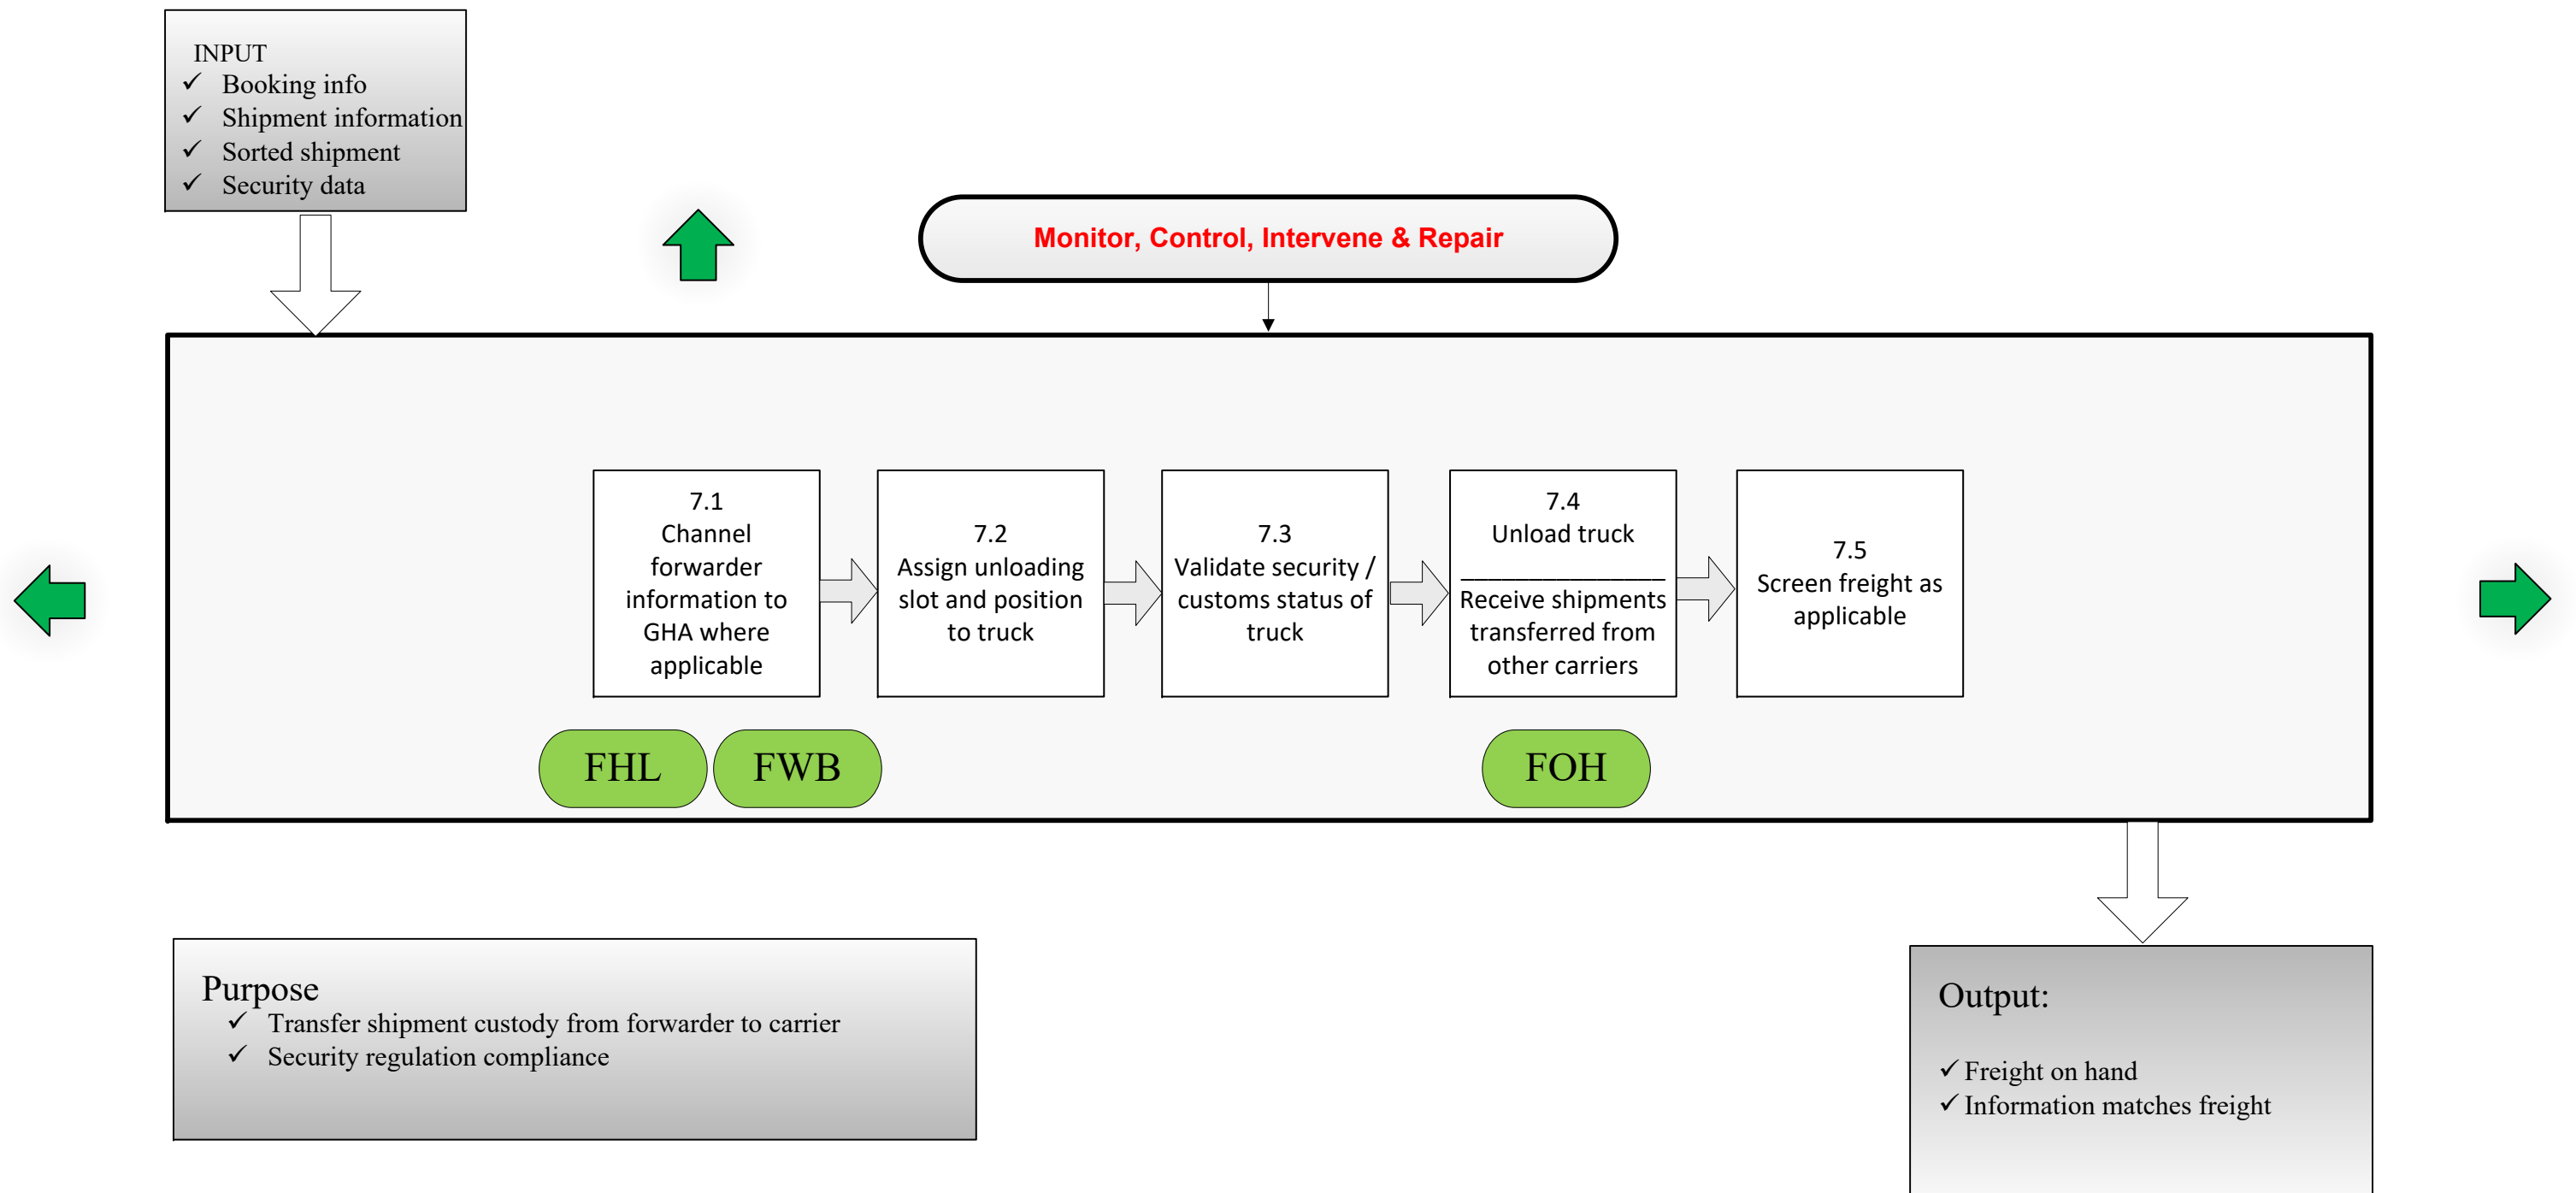 INPUT
✓ Booking info
✓ Shipment information
✓ Sorted shipment
✓ Security data
Monitor, Control, Intervene & Repair
7.1
Channel
forwarder
information to
GHA where
applicable
7.2
Assign unloading
slot and position
to truck
7.3
Validate security /
customs status of
truck
7.4
Unload truck
Receive shipments
transferred from
other carriers
7.5
Screen freight as
applicable
FHL
FWB
FOH
Purpose
✓ Transfer shipment custody from forwarder to carrier
✓ Security regulation compliance
Output:
✓ Freight on hand
✓ Information matches freight